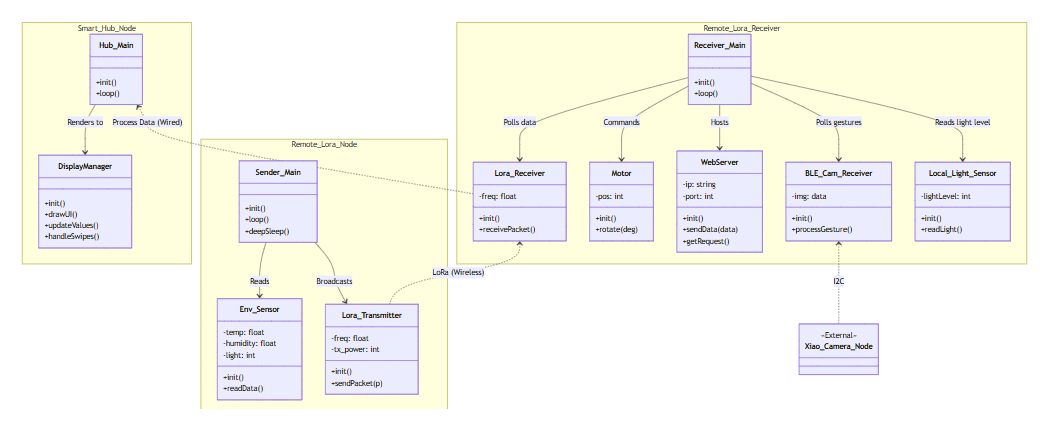 Smart_Hub_Node
Hub_Main
+init()
+loop()
Renders to
Process Data (Wired)
DisplayManager
+init()
+drawUI()
+updateValues()
+handleSwipes()
Remote_Lora_Node
Sender_Main
+init()
+loop()
+deepSleep()
Reads
Broadcasts
Env_Sensor
-temp: float
-humidity: float
-light: int
+init()
+readData()
Lora_Transmitter
-freq: float
-tx_power: int
+init()
+sendPacket(p)
LoRa (Wireless)
Remote_Lora_Receiver
Receiver_Main
+init()
+loop()
Polls data
Commands
Hosts
Polls gestures
Reads light level
Lora_Receiver
-freq: float
+init()
+receivePacket()
Motor
-pos: int
+init()
+rotate(deg)
WebServer
-ip: string
-port: int
+init()
+sendData(data)
+getRequest()
BLE_Cam_Receiver
-img: data
+init()
+processGesture()
Local_Light_Sensor
-lightLevel: int
+init()
+readLight()
I2C
«External»
Xiao_Camera_Node